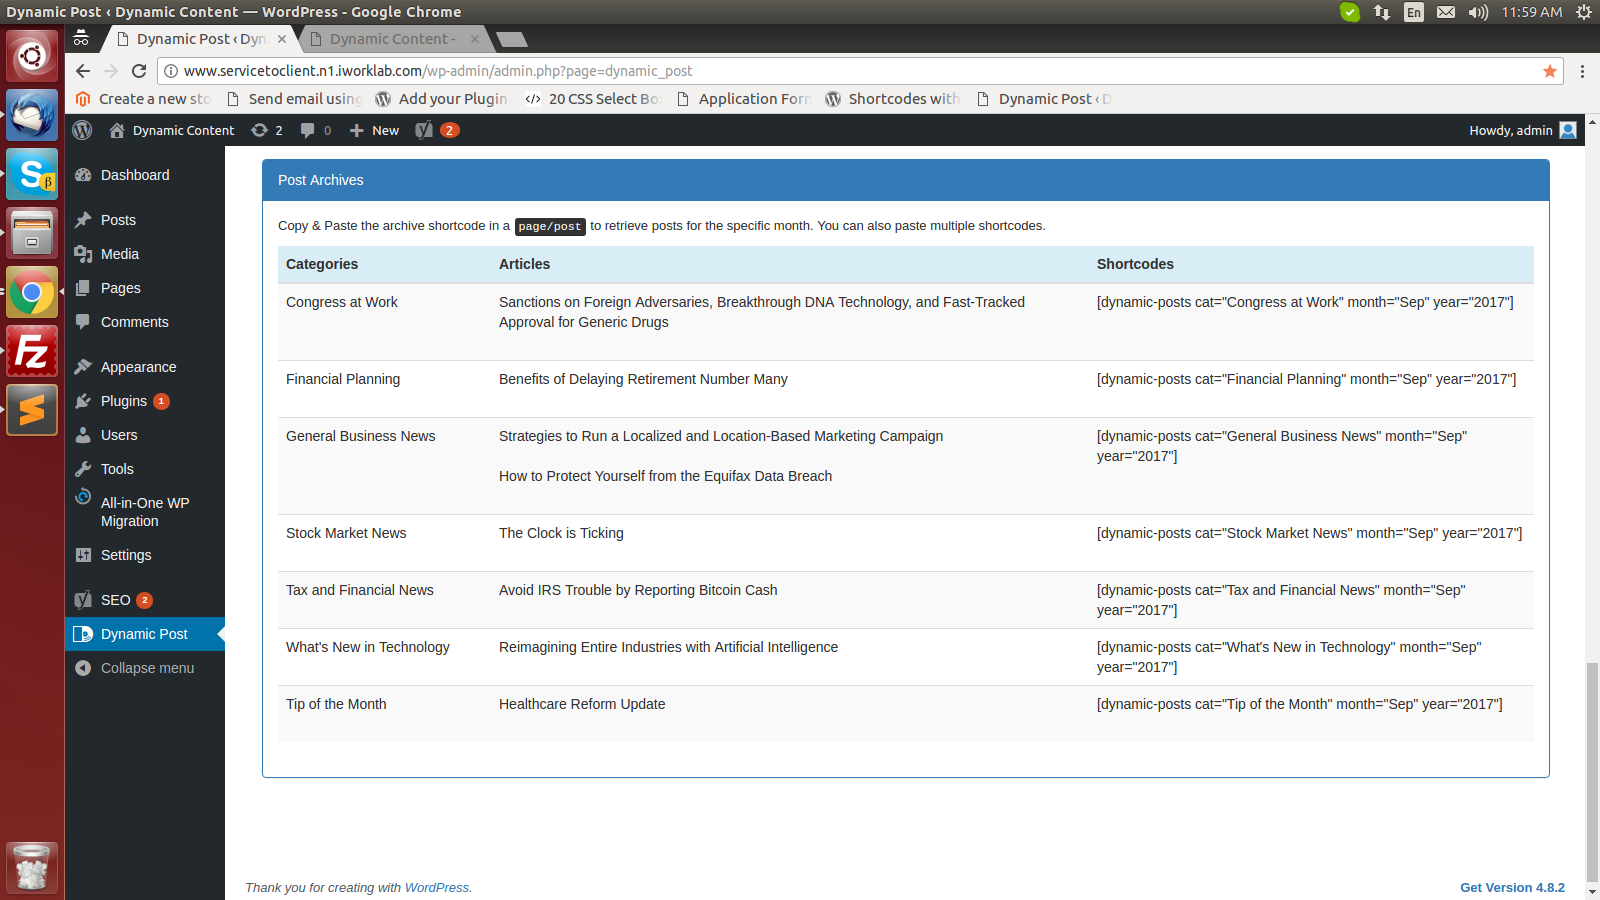 Dynamic Post ‹ Dynamic Content — WordPress - Google Chrome
En
11:59 AM
Dynamic Post ‹ Dyn
Dynamic Content -
www.servicetoclient.n1.iworklab.com/wp-admin/admin.php?page=dynamic_post
Create a new sto
Send email using
Add your Plugin
20 CSS Select Bo
Application Form
Shortcodes with
Dynamic Post ‹ D
Dynamic Content
2
0
New
2
Howdy, admin
Dashboard
Posts
Media
Pages
Comments
Appearance
Plugins 1
Users
Tools
All-in-One WP
Migration
Settings
SEO 2
Dynamic Post
Collapse menu
Post Archives
Copy & Paste the archive shortcode in a page/post to retrieve posts for the specific month. You can also paste multiple shortcodes.
Categories Articles Shortcodes
Congress at Work Sanctions on Foreign Adversaries, Breakthrough DNA Technology, and Fast-Tracked [dynamic-posts cat="Congress at Work" month="Sep" year="2017"]
Approval for Generic Drugs
Financial Planning Benefits of Delaying Retirement Number Many [dynamic-posts cat="Financial Planning" month="Sep" year="2017"]
General Business News Strategies to Run a Localized and Location-Based Marketing Campaign [dynamic-posts cat="General Business News" month="Sep"
year="2017"]
How to Protect Yourself from the Equifax Data Breach
Stock Market News The Clock is Ticking [dynamic-posts cat="Stock Market News" month="Sep" year="2017"]
Tax and Financial News Avoid IRS Trouble by Reporting Bitcoin Cash [dynamic-posts cat="Tax and Financial News" month="Sep"
year="2017"]
What's New in Technology Reimagining Entire Industries with Artificial Intelligence [dynamic-posts cat="What's New in Technology" month="Sep"
year="2017"]
Tip of the Month Healthcare Reform Update [dynamic-posts cat="Tip of the Month" month="Sep" year="2017"]
Thank you for creating with WordPress.
Get Version 4.8.2